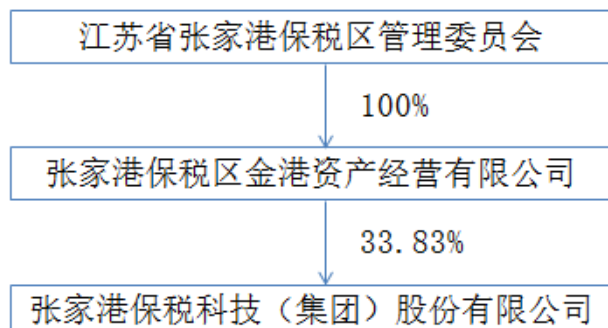 江苏省张家港保税区管理委员会
100%
张家港保税区金港资产经营有限公司
33.83%
张家港保税科技（集团）股份有限公司